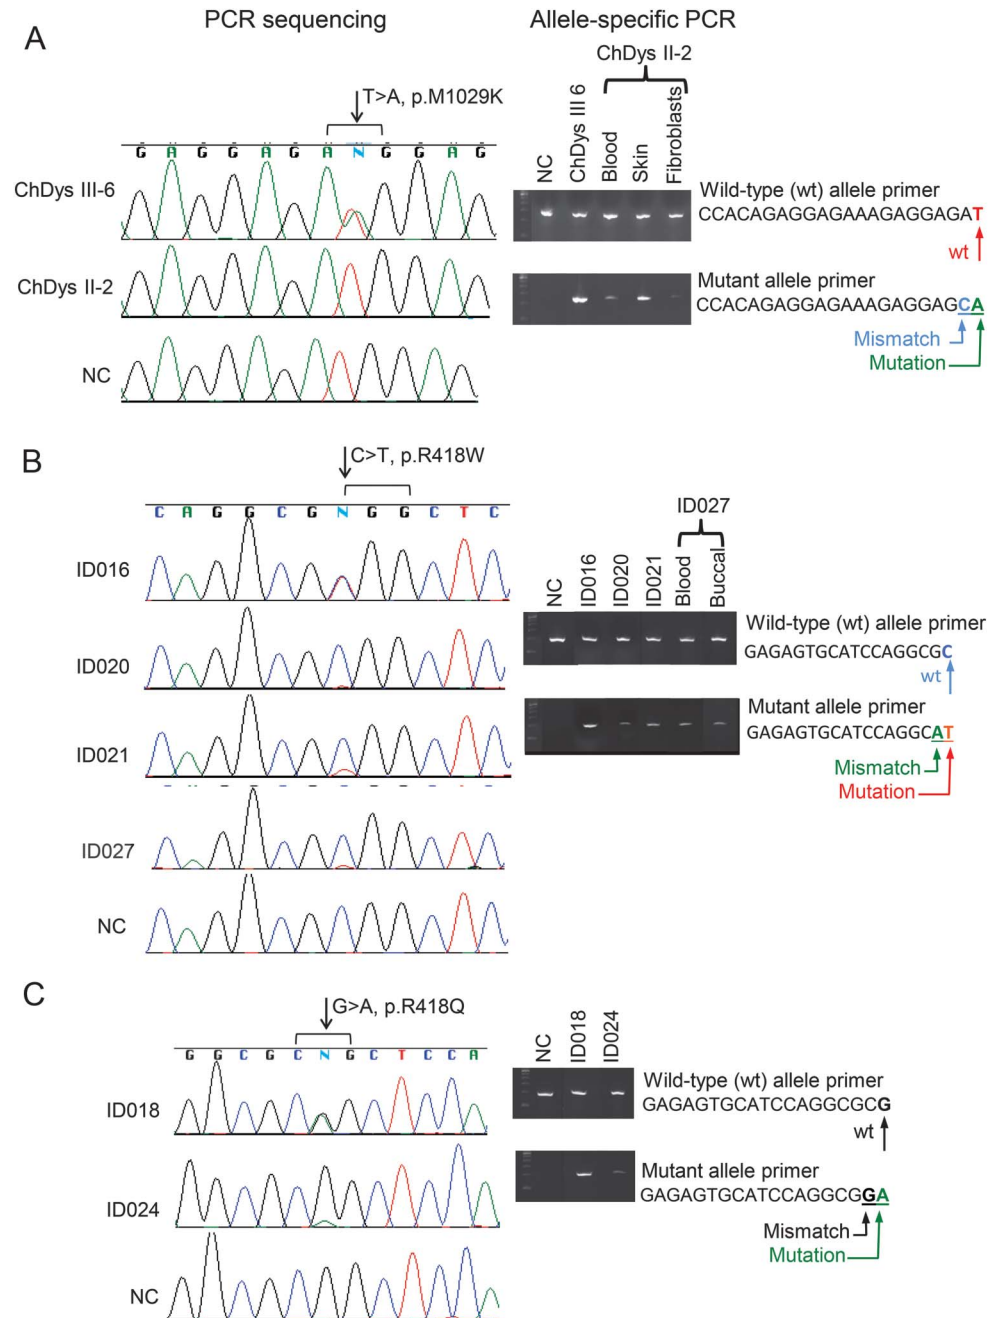 PCR sequencing
Allele-specific PCR
A
T>A, p.M1029K
G A G G A G A N G G A G
ChDys III-6
ChDys II-2
NC
ChDys II-2
NC
ChDys III 6
Blood
Skin
Fibroblasts
Wild-type (wt) allele primer
CCACAGAGGAGAAAGAGGAGAT
wt
Mutant allele primer
CCACAGAGGAGAAAGAGGAGCA
Mismatch
Mutation
B
C>T, p.R418W
C A G G C G N G G C T C
ID016
ID020
ID021
ID027
NC
ID027
NC
ID016
ID020
ID021
Blood
Buccal
Wild-type (wt) allele primer
GAGAGTGCATCCAGGCGC
wt
Mutant allele primer
GAGAGTGCATCCAGGCAT
Mismatch
Mutation
C
G>A, p.R418Q
G G C G C N G C T C C A
ID018
ID024
NC
NC
ID018
ID024
Wild-type (wt) allele primer
GAGAGTGCATCCAGGCGCG
wt
Mutant allele primer
GAGAGTGCATCCAGGCGGA
Mismatch
Mutation